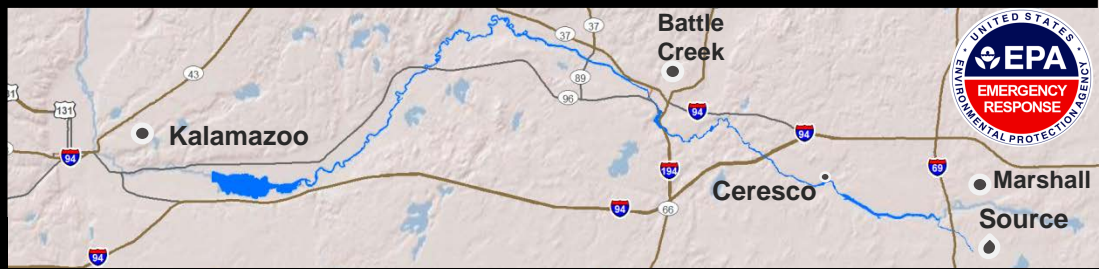 Battle
Creek
37
37
UNITED STATES
ENVIRONMENTAL PROTECTION AGENCY
EPA
EMERGENCY
RESPONSE
43
89
96
131
94
94
Kalamazoo
94
94
194
69
Ceresco
Marshall
66
94
Source
94